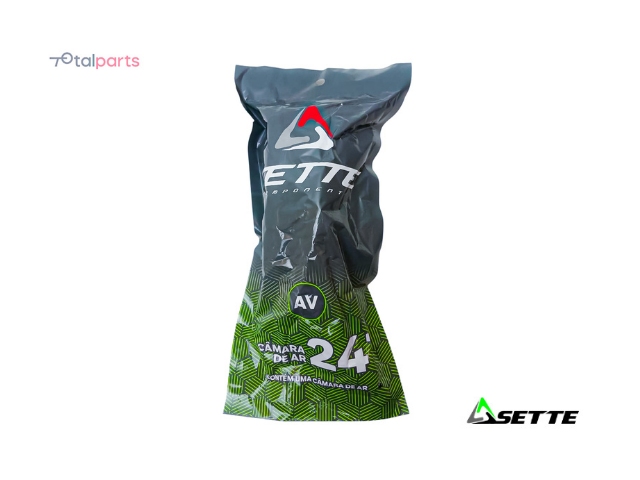 Totalparts
SETTE
AV
CÂMARA
DE AR
24"
CONTÉM UMA CÂMARA DE AR
SETTE